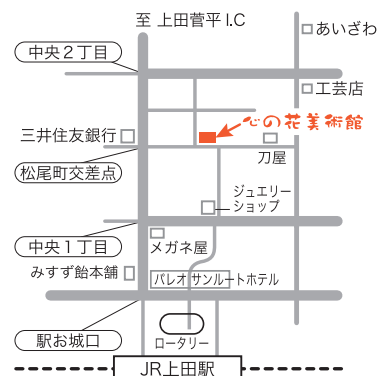 至 上田菅平 I.C
あいざわ
中央２丁目
工芸店
心の花美術館
三井住友銀行
刀屋
松尾町交差点
ジュエリー
ショップ
中央１丁目
メガネ屋
みすず飴本舗
パレオ サンルートホテル
駅お城口
ロータリー
JR上田駅